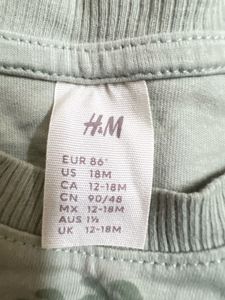 H&M
EUR 86*
US 18M
CA 12-18M
CN 90/48
MX 12-18M
AUS 1½
UK 12-18M